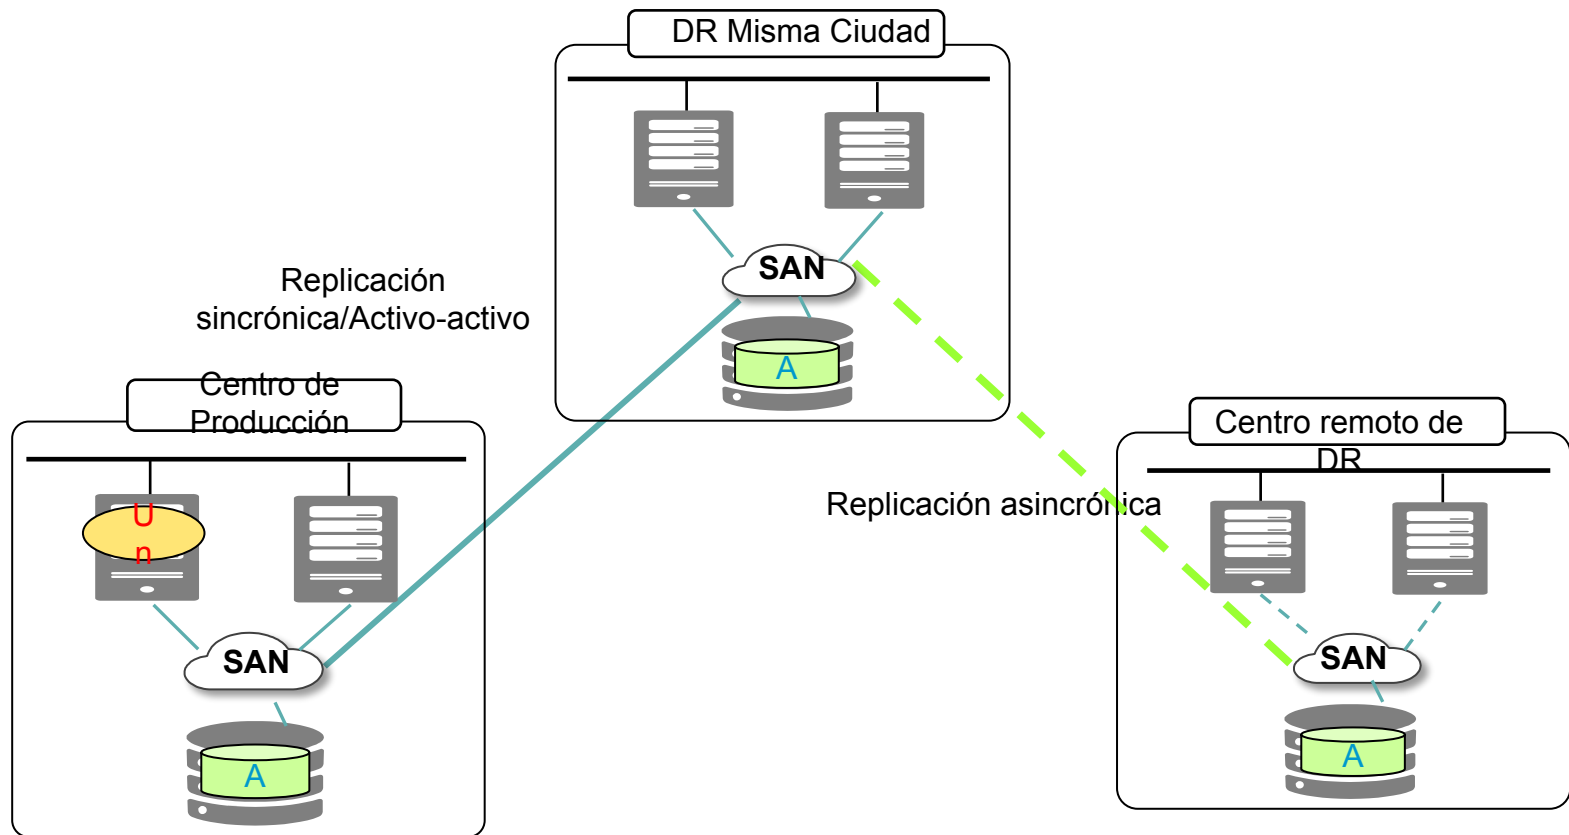 DR Misma Ciudad
SAN
A
Replicación
sincrónica/Activo-activo
Centro de
Producción
U
n
SAN
A
Replicación asincrónica
Centro remoto de
DR
SAN
A